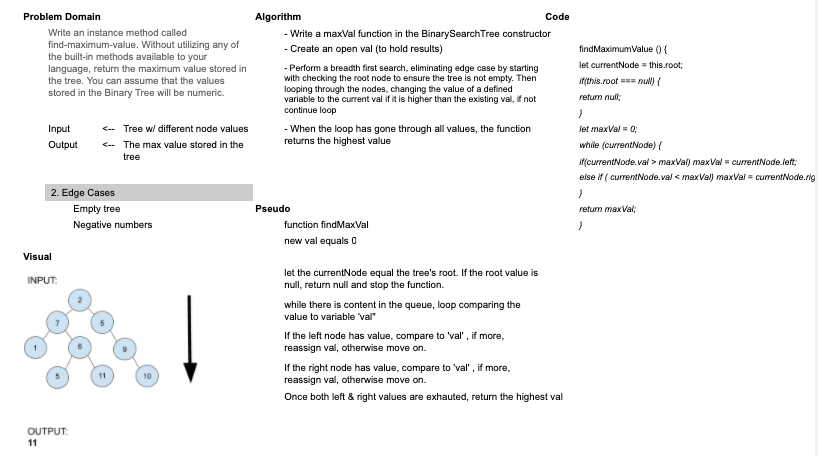 Problem Domain
Write an instance method called
find-maximum-value. Without utilizing any of
the built-in methods available to your
language, return the maximum value stored in
the tree. You can assume that the values
stored in the Binary Tree will be numeric.
Input <-- Tree w/ different node values
Output <-- The max value stored in the
tree
2. Edge Cases
Empty tree
Negative numbers
Visual
INPUT:
2
7 5
1 6 9
5 11 10
OUTPUT:
11
Algorithm
- Write a maxVal function in the BinarySearchTree constructor
- Create an open val (to hold results)
- Perform a breadth first search, eliminating edge case by starting
with checking the root node to ensure the tree is not empty. Then
looping through the nodes, changing the value of a defined
variable to the current val if it is higher than the existing val, if not
continue loop
- When the loop has gone through all values, the function
returns the highest value
Pseudo
function findMaxVal
new val equals 0
let the currentNode equal the tree's root. If the root value is
null, return null and stop the function.
while there is content in the queue, loop comparing the
value to variable 'val"
If the left node has value, compare to 'val' , if more,
reassign val, otherwise move on.
If the right node has value, compare to 'val' , if more,
reassign val, otherwise move on.
Once both left & right values are exhauted, return the highest val
Code
findMaximumValue () {
let currentNode = this.root;
if(this.root === null) {
return null;
}
let maxVal = 0;
while (currentNode) {
if(currentNode.val > maxVal) maxVal = currentNode.left;
else if ( currentNode.val < maxVal) maxVal = currentNode.rig
}
return maxVal;
}